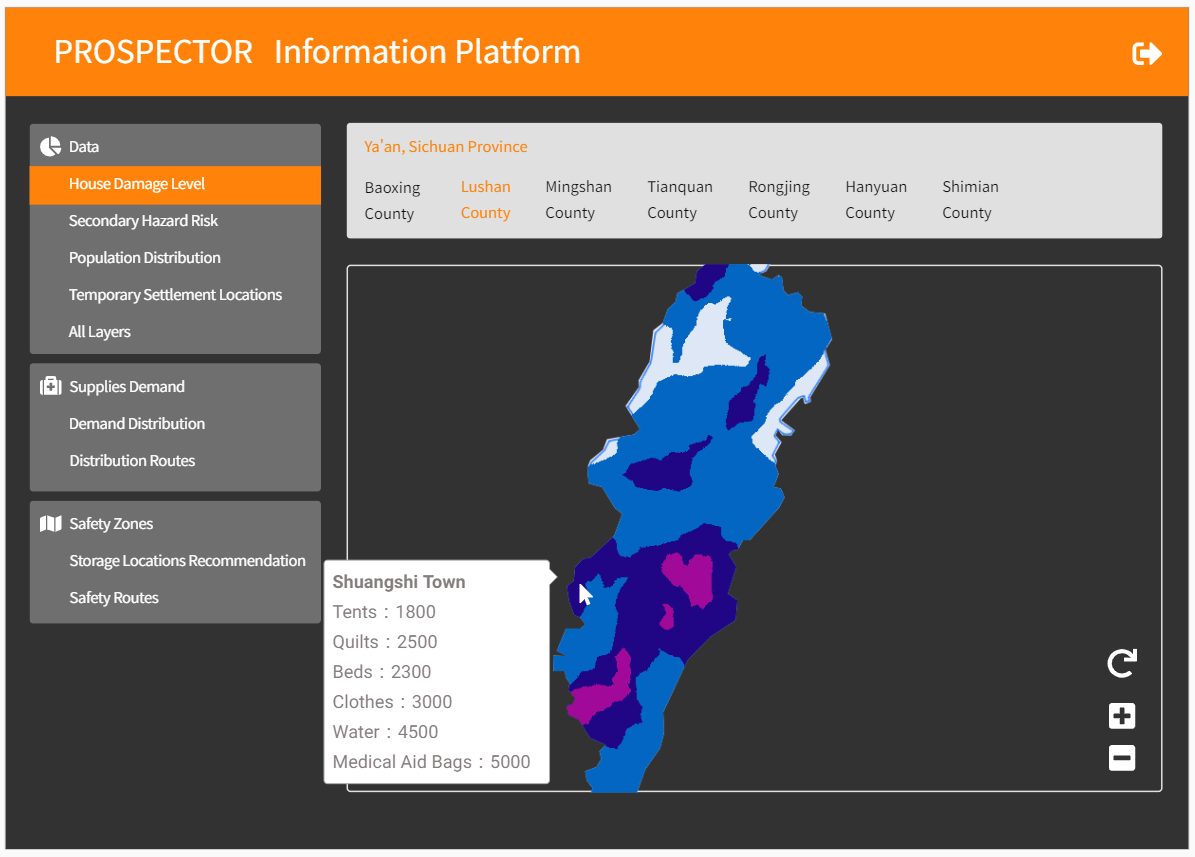 PROSPECTOR Information Platform
Data
House Damage Level
Secondary Hazard Risk
Population Distribution
Temporary Settlement Locations
All Layers
Supplies Demand
Demand Distribution
Distribution Routes
Safety Zones
Storage Locations Recommendation
Safety Routes
Ya'an, Sichuan Province
Baoxing County
Lushan County
Mingshan County
Tianquan County
Rongjing County
Hanyuan County
Shimian County
Shuangshi Town
Tents：1800
Quilts：2500
Beds：2300
Clothes：3000
Water：4500
Medical Aid Bags：5000